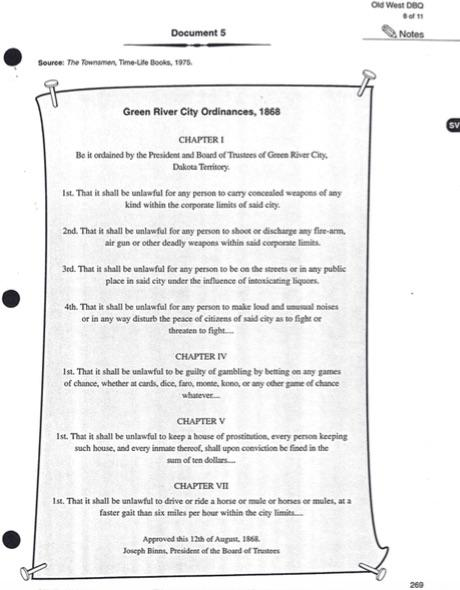 Old West DBQ
8 of 11
Document 5
Notes
Source: The Townsmen, Time-Life Books, 1975.
SV
Green River City Ordinances, 1868
CHAPTER I
Be it ordained by the President and Board of Trustees of Green River City,
Dakota Territory.
1st. That it shall be unlawful for any person to carry concealed weapons of any
kind within the corporate limits of said city.
2nd. That it shall be unlawful for any person to shoot or discharge any fire-arm,
air gun or other deadly weapons within said corporate limits.
3rd. That it shall be unlawful for any person to be on the streets or in any public
place in said city under the influence of intoxicating liquors.
4th. That it shall be unlawful for any person to make loud and unusual noises
or in any way disturb the peace of citizens of said city as to fight or
threaten to fight....
CHAPTER IV
1st. That it shall be unlawful to be guilty of gambling by betting on any games
of chance, whether at cards, dice, faro, monte, kono, or any other game of chance
whatever....
CHAPTER V
1st. That it shall be unlawful to keep a house of prostitution, every person keeping
such house, and every inmate thereof, shall upon conviction be fined in the
sum of ten dollars....
CHAPTER VII
1st. That it shall be unlawful to drive or ride a horse or mule or horses or mules, at a
faster gait than six miles per hour within the city limits....
Approved this 12th of August, 1868.
Joseph Binns, President of the Board of Trustees
269